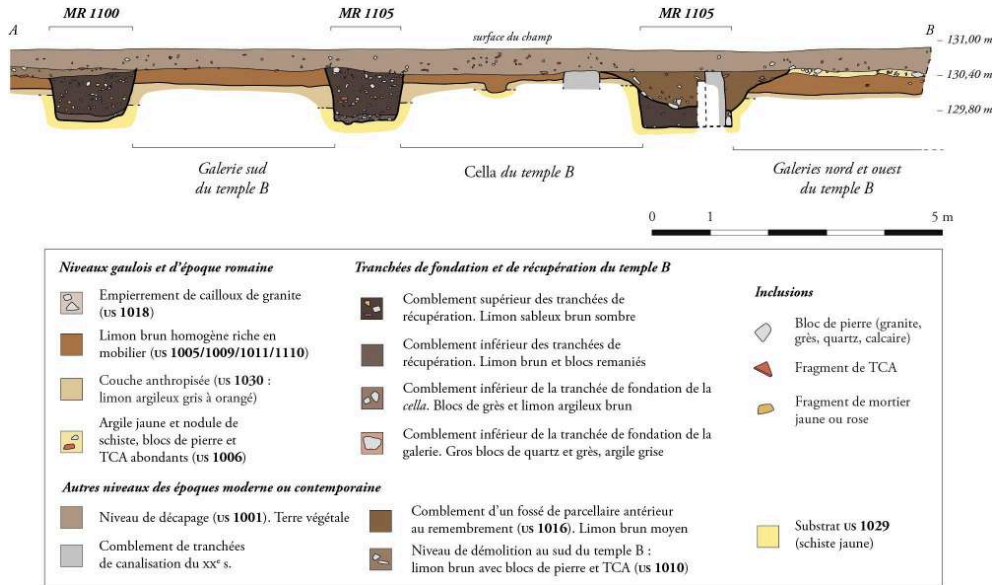 A
MR 1100
MR 1105
MR 1105
B
surface du champ
131,00 m
130,40 m
129,80 m
Galerie sud
du temple B
Cella du temple B
Galeries nord et ouest
du temple B
0 1 5 m
Niveaux gaulois et d'époque romaine
Empierrement de cailloux de granite
(US 1018)
Limon brun homogène riche en
mobilier (US 1005/1009/1011/1110)
Couche anthropisée (US 1030 :
limon argileux gris à orangé)
Argile jaune et nodule de
schiste, blocs de pierre et
TCA abondants (US 1006)
Tranchées de fondation et de récupération du temple B
Comblement supérieur des tranchées de
récupération. Limon sableux brun sombre
Comblement inférieur des tranchées de
récupération. Limon brun et blocs remaniés
Comblement inférieur de la tranchée de fondation de la
cella. Blocs de grès et limon argileux brun
Comblement inférieur de la tranchée de fondation de la
galerie. Gros blocs de quartz et grès, argile grise
Inclusions
Bloc de pierre (granite,
grès, quartz, calcaire)
Fragment de TCA
Fragment de mortier
jaune ou rose
Autres niveaux des époques moderne ou contemporaine
Niveau de décapage (US 1001). Terre végétale
Comblement de tranchées
de canalisation du XXe s.
Comblement d'un fossé de parcellaire antérieur
au remembrement (US 1016). Limon brun moyen
Niveau de démolition au sud du temple B :
limon brun avec blocs de pierre et TCA (US 1010)
Substrat US 1029
(schiste jaune)